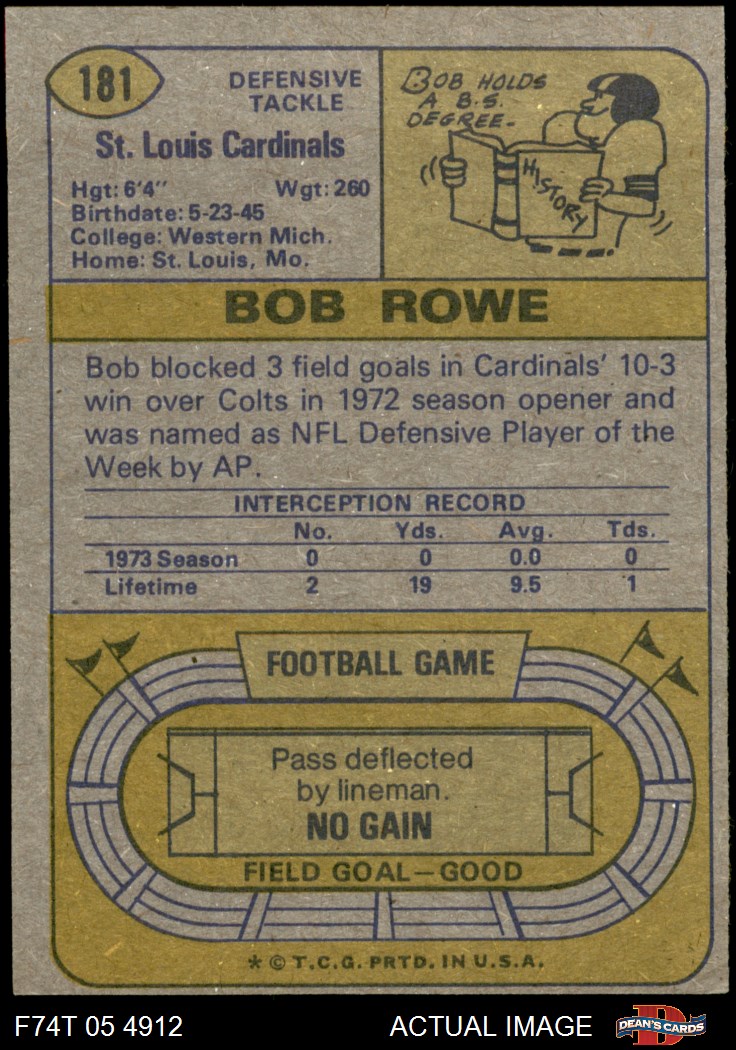 181
DEFENSIVE
TACKLE
St. Louis Cardinals
Hgt: 6'4" Wgt: 260
Birthdate: 5-23-45
College: Western Mich.
Home: St. Louis, Mo.
BOB HOLDS
A B.S.
DEGREE-
HISTORY
BOB ROWE
Bob blocked 3 field goals in Cardinals' 10-3
win over Colts in 1972 season opener and
was named as NFL Defensive Player of the
Week by AP.
INTERCEPTION RECORD
No. Yds. Avg. Tds.
1973 Season 0 0 0.0 0
Lifetime 2 19 9.5 1
FOOTBALL GAME
Pass deflected
by lineman.
NO GAIN
FIELD GOAL—GOOD
* © T.C.G. PRTD. IN U.S.A.
F74T 05 4912 ACTUAL IMAGE
D
DEAN'S CARDS